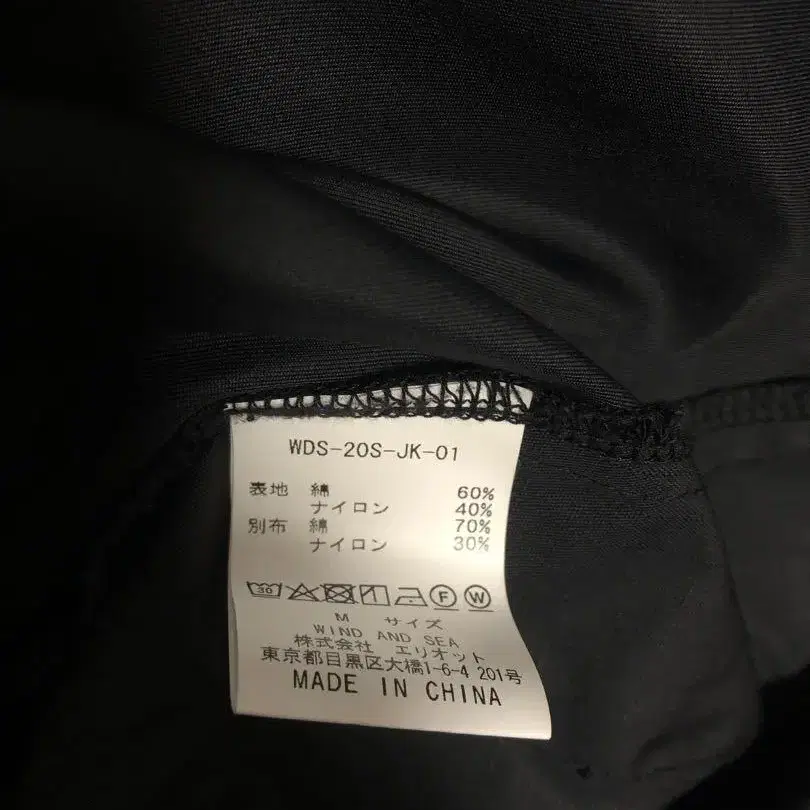 WDS-20S-JK-01
表地 綿 60%
ナイロン 40%
別布 綿 70%
ナイロン 30%
30 F W
M サイズ
WIND AND SEA
株式会社 エリオット
東京都目黒区大橋1-6-4 201号
MADE IN CHINA